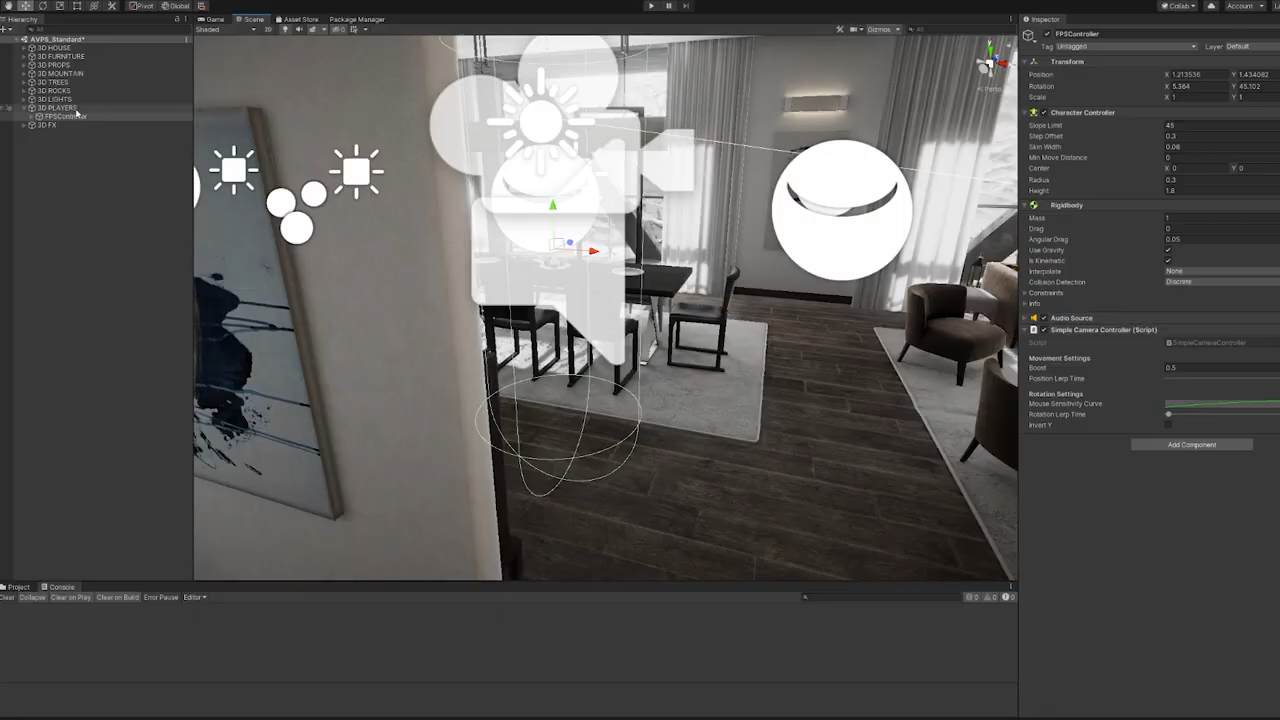 Pivot Global
Collab Account
Hierarchy
AVP5_Standard*
3D HOUSE
3D FURNITURE
3D PROPS
3D MOUNTAIN
3D TREES
3D ROCKS
3D LIGHTS
3D PLAYERS
FPSController
3D FX
Game Scene Asset Store Package Manager
Shaded 2D Gizmos All
Persp
Inspector
FPSController
Tag Untagged Layer Default
Transform
Position X 1.213536 Y 1.434082
Rotation X 5.364 Y 45.102
Scale X 1 Y 1
Character Controller
Slope Limit 45
Step Offset 0.3
Skin Width 0.08
Min Move Distance 0
Center X 0 Y 0
Radius 0.3
Height 1.8
Rigidbody
Mass 1
Drag 0
Angular Drag 0.05
Use Gravity
Is Kinematic
Interpolate None
Collision Detection Discrete
Constraints
Info
Audio Source
Simple Camera Controller (Script)
Script SimpleCameraController
Movement Settings
Boost 0.5
Position Lerp Time
Rotation Settings
Mouse Sensitivity Curve
Rotation Lerp Time
Invert Y
Add Component
Project Console
Clear Collapse Clear on Play Clear on Build Error Pause Editor
0 0 0